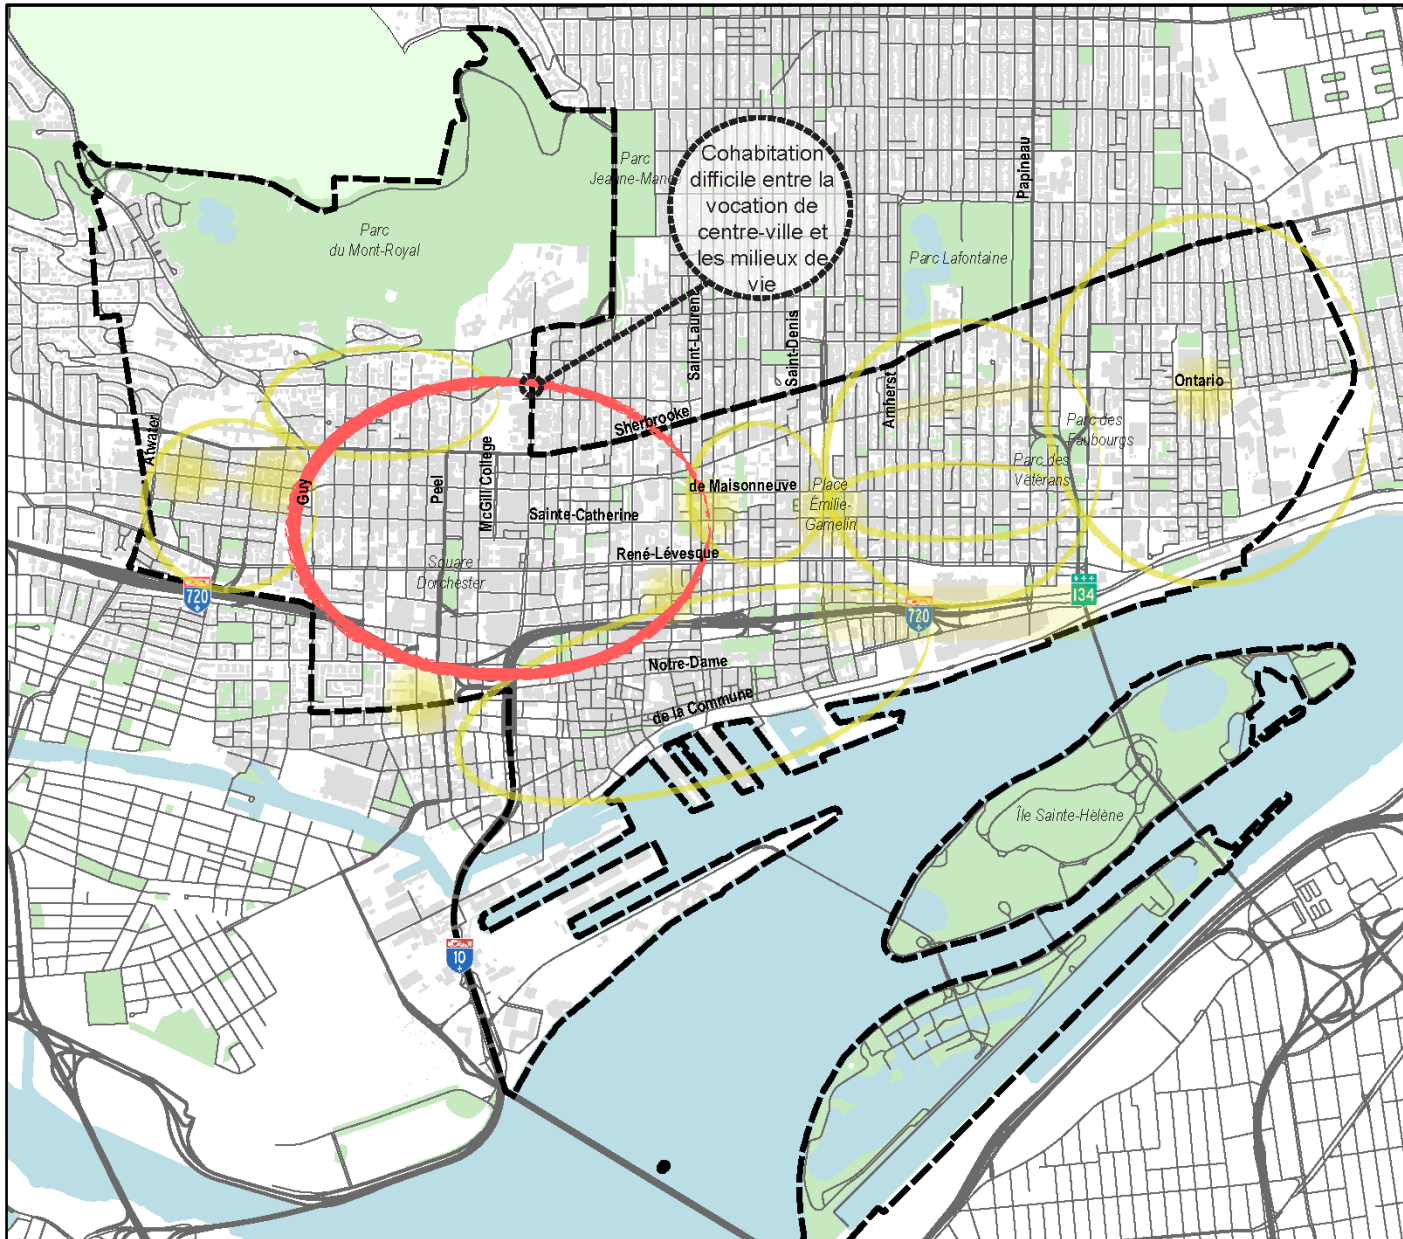 Cohabitation
difficile entre la
vocation de
centre-ville et
les milieux de
vie
Parc
Jeanne-Manc
Parc
du Mont-Royal
Papineau
Parc Lafontaine
Saint-Laurent
Saint-Denis
Amherst
Ontario
Sherbrooke
Parc des
Faubourgs
Parc des
Vétérans
Atwater
Guy
Peel
McGill College
de Maisonneuve
Place
Émilie-
Gamelin
Sainte-Catherine
René-Lévesque
Square
Dorchester
720
134
720
Notre-Dame
de la Commune
Île Sainte-Hélène
10